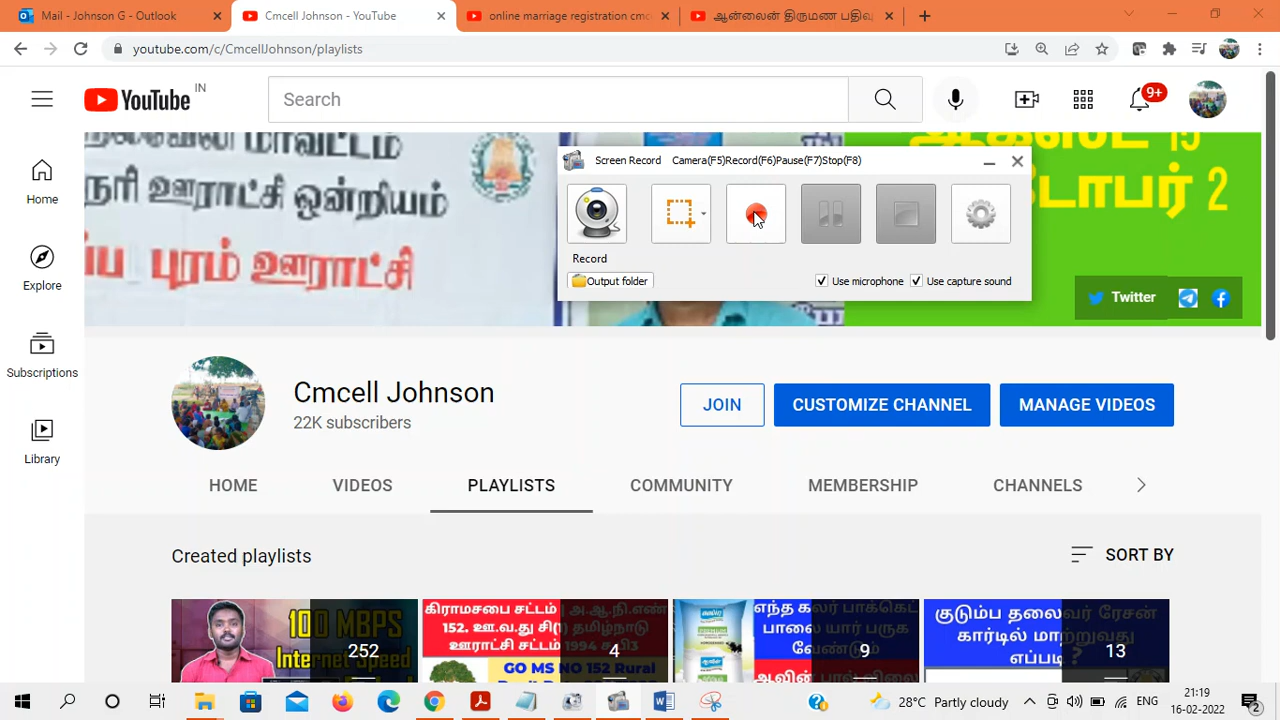 Mail - Johnson G - Outlook
Cmcell Johnson - YouTube
online marriage registration cmc
ஆன்லைன் திருமண பதிவு
youtube.com/c/CmcellJohnson/playlists
YouTube IN
Search
9+
Screen Record Camera(F5)Record(F6)Pause(F7)Stop(F8)
Record
Output folder
Use microphone
Use capture sound
மாவட்டம்
ஊராட்சி ஒன்றியம்
புரம் ஊராட்சி
2
Twitter
Home
Explore
Subscriptions
Library
Cmcell Johnson
22K subscribers
JOIN
CUSTOMIZE CHANNEL
MANAGE VIDEOS
HOME
VIDEOS
PLAYLISTS
COMMUNITY
MEMBERSHIP
CHANNELS
Created playlists
SORT BY
100 MBPS
Internet Speed
252
கிராமசபை சட்டம் அ.ஆ.நி.எண்
152. ஊ.வ.து சி(1) தமிழ்நாடு
ஊராட்சி சட்டம் 1994
GO MS NO 152 Rural
4
எந்த கலர் பாக்கெட்
பாலை யார் பருக
வேண்டும்
9
குடும்ப தலைவர் ரேசன்
கார்டில் மாற்றுவது
எப்படி ?
13
28°C Partly cloudy
ENG
21:19
16-02-2022
2